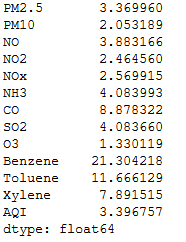 PM2.5 3.369960
PM10 2.053189
NO 3.883166
NO2 2.464560
NOx 2.569915
NH3 4.083993
CO 8.878322
SO2 4.083660
O3 1.330119
Benzene 21.304218
Toluene 11.666129
Xylene 7.891515
AQI 3.396757
dtype: float64